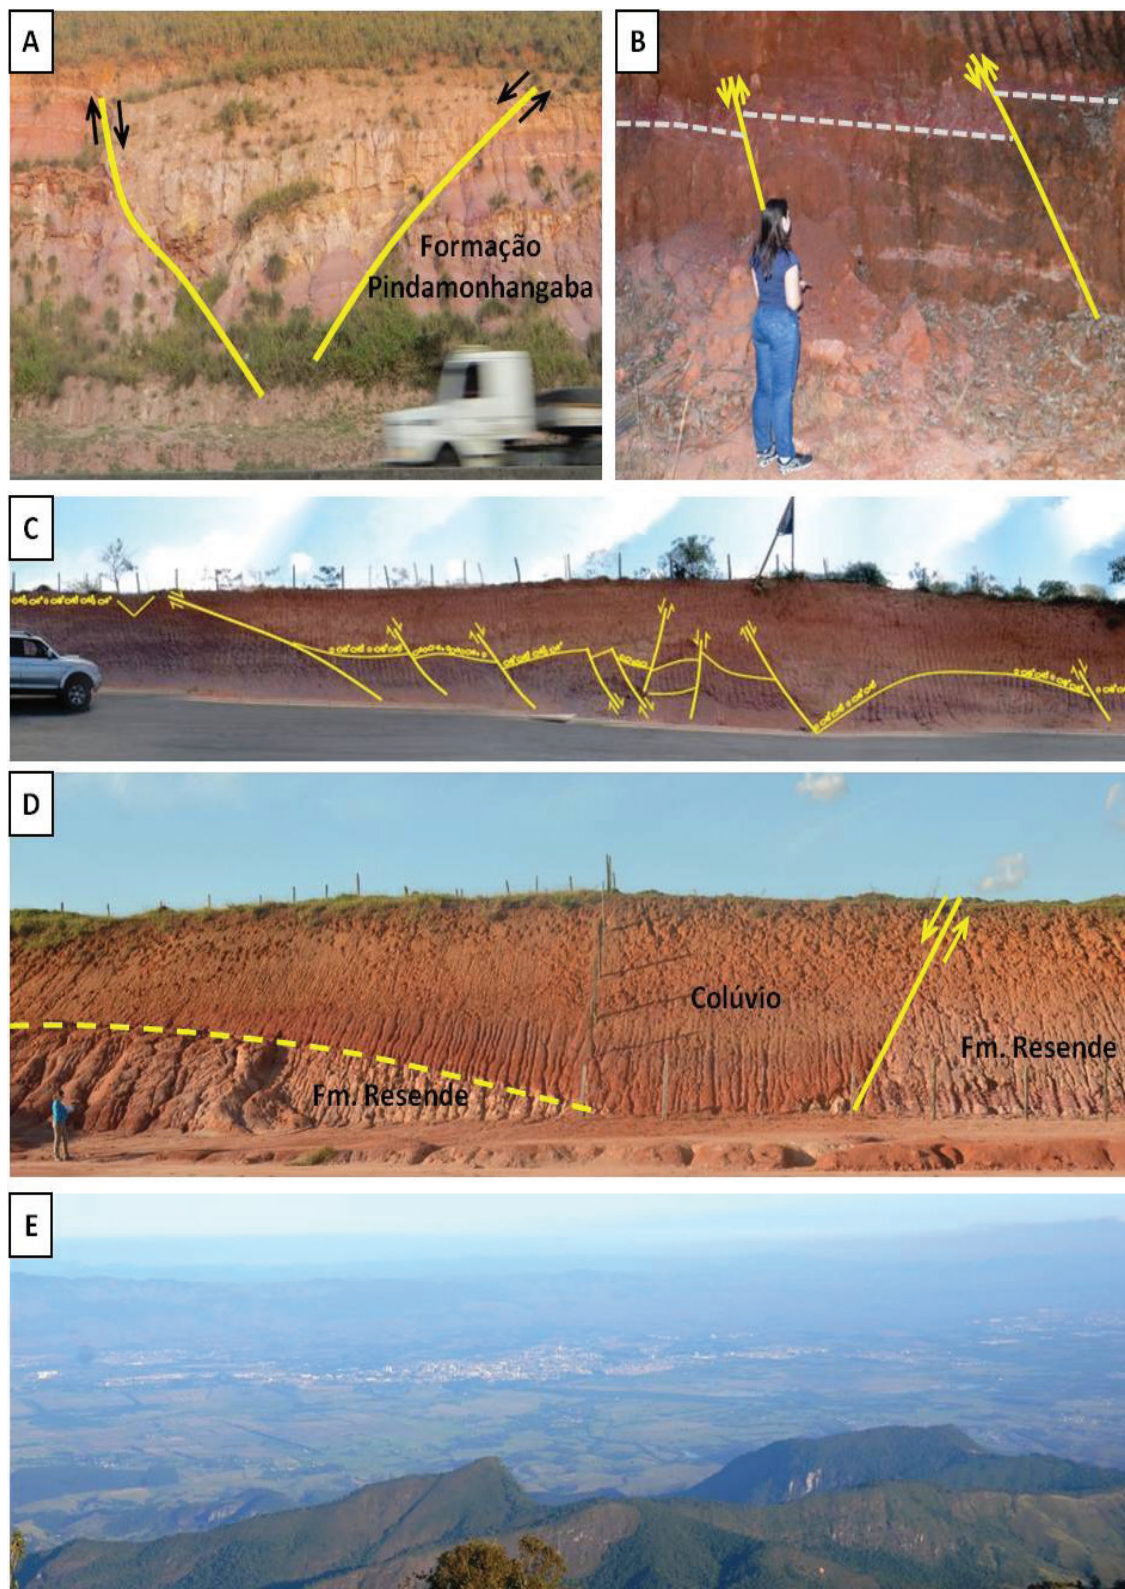 A
B
Formação
Pindamonhangaba
C
D
Colúvio
Fm. Resende
Fm. Resende
E